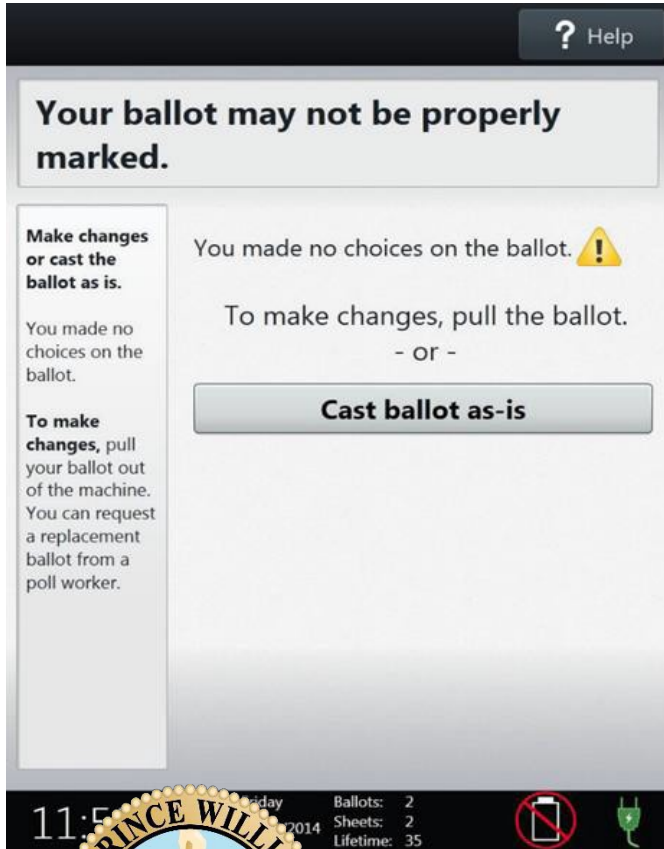 ? Help
Your ballot may not be properly
marked.
Make changes
or cast the
ballot as is.
You made no
choices on the
ballot.
To make
changes, pull
your ballot out
of the machine.
You can request
a replacement
ballot from a
poll worker.
You made no choices on the ballot.
To make changes, pull the ballot.
- or -
Cast ballot as-is
Ballots: 2
2014 Sheets: 2
Lifetime: 35